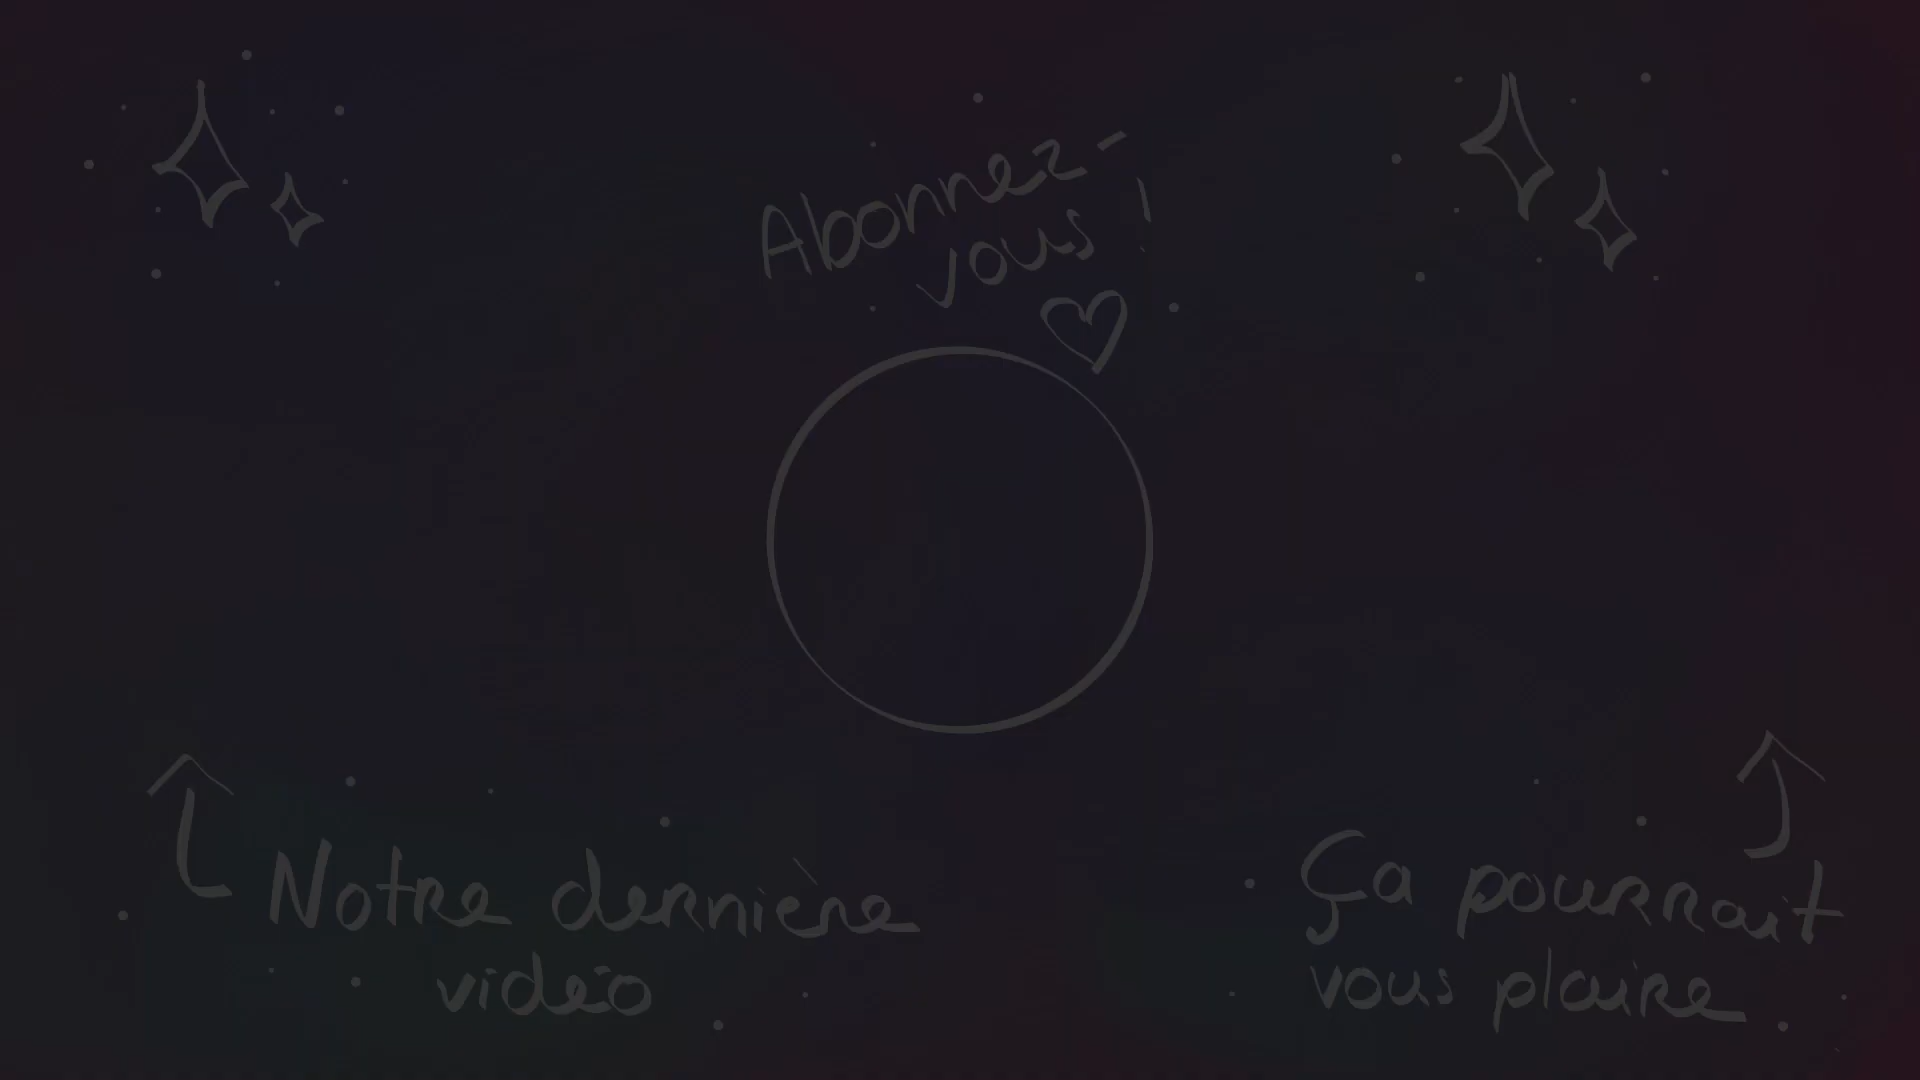 Abonnez-
vous !
Notre dernière
vidéo
Ça pourrait
vous plaire